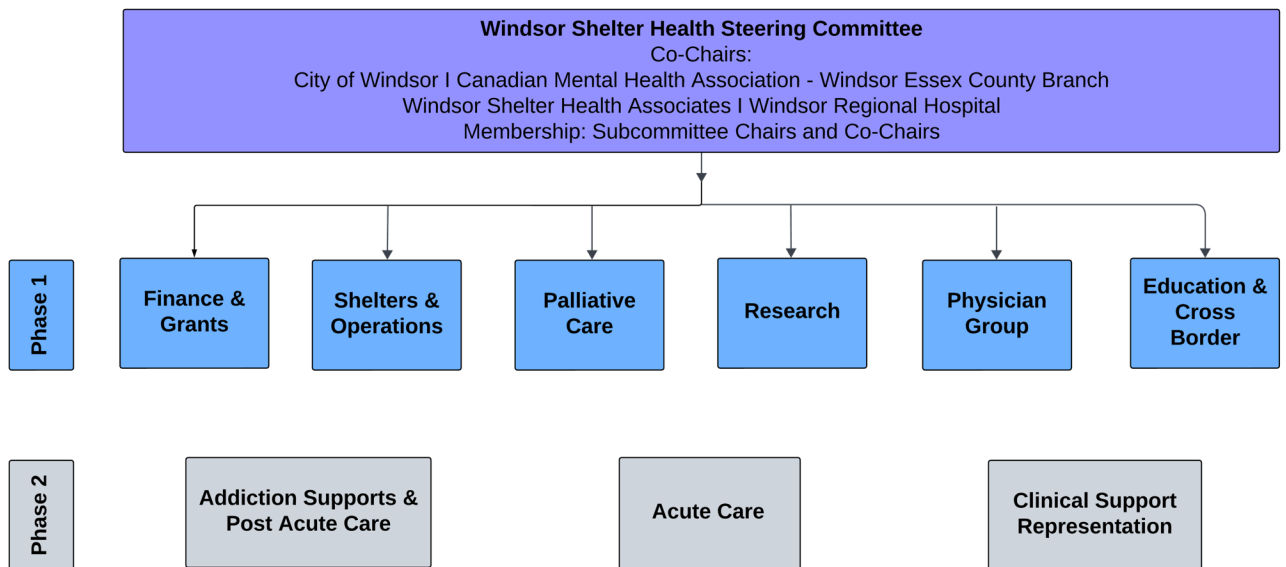 Windsor Shelter Health Steering Committee
Co-Chairs:
City of Windsor I Canadian Mental Health Association - Windsor Essex County Branch
Windsor Shelter Health Associates I Windsor Regional Hospital
Membership: Subcommittee Chairs and Co-Chairs
Phase 1
Finance &
Grants
Shelters &
Operations
Palliative
Care
Research
Physician
Group
Education &
Cross
Border
Phase 2
Addiction Supports &
Post Acute Care
Acute Care
Clinical Support
Representation